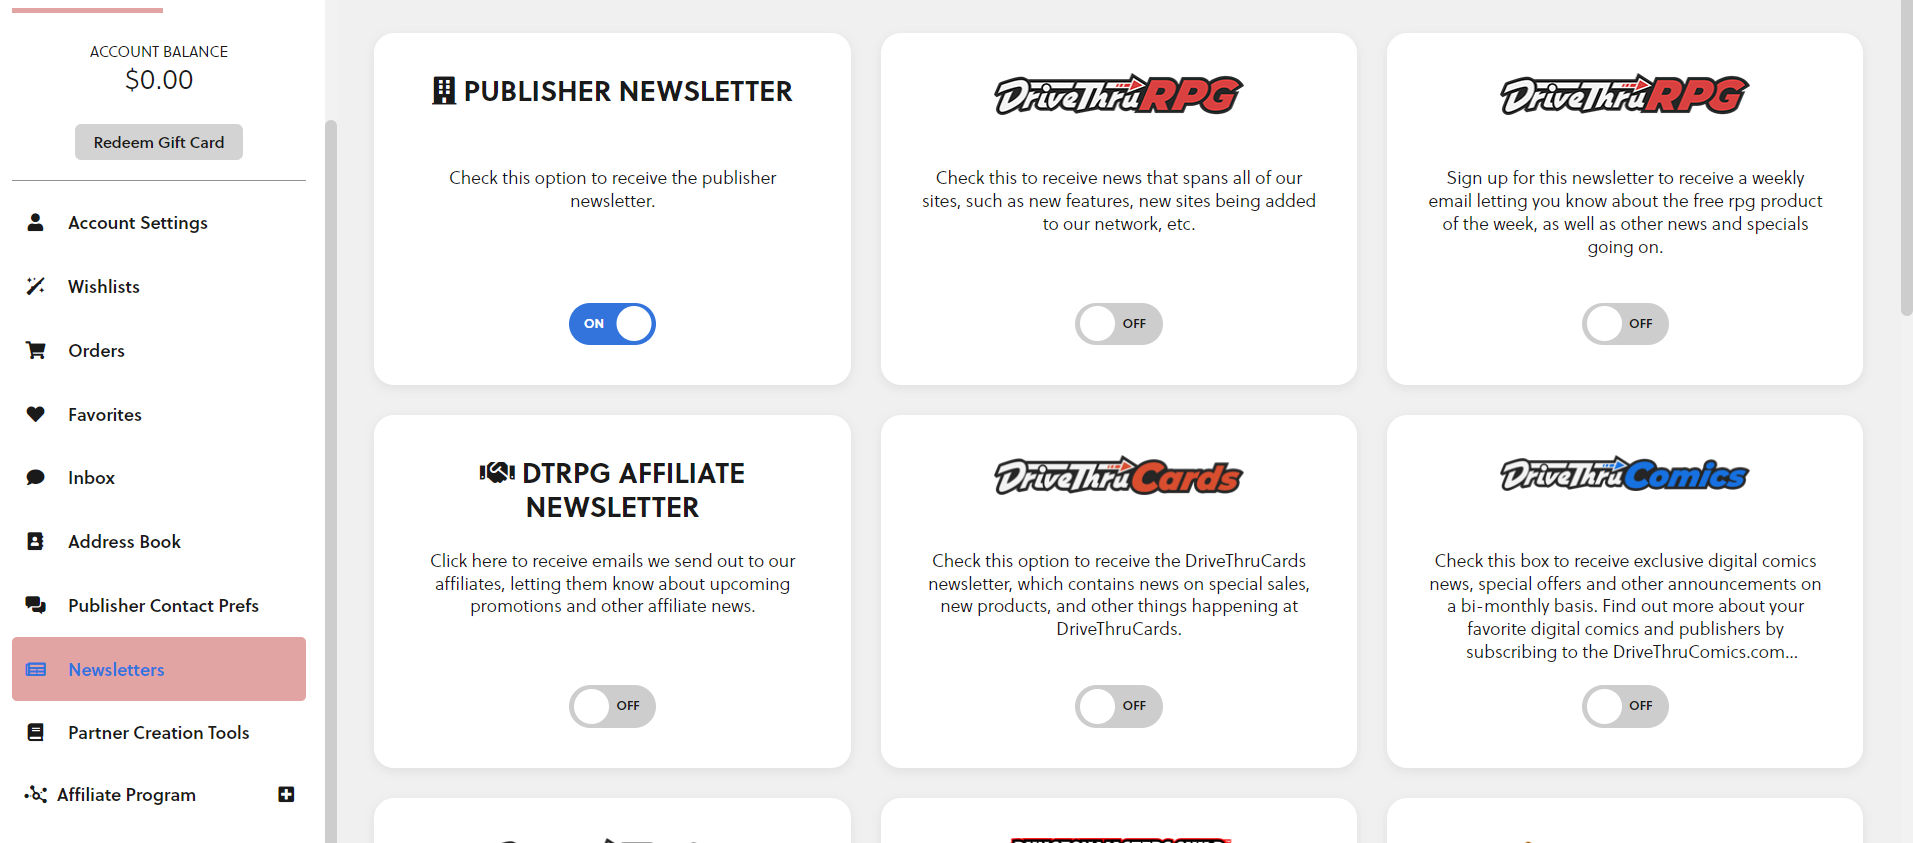 ACCOUNT BALANCE
$0.00
Redeem Gift Card
Account Settings
Wishlists
Orders
Favorites
Inbox
Address Book
Publisher Contact Prefs
Newsletters
Partner Creation Tools
Affiliate Program
PUBLISHER NEWSLETTER
Check this option to receive the publisher
newsletter.
ON
DriveThruRPG
Check this to receive news that spans all of our
sites, such as new features, new sites being added
to our network, etc.
OFF
DriveThruRPG
Sign up for this newsletter to receive a weekly
email letting you know about the free rpg product
of the week, as well as other news and specials
going on.
OFF
DTRPG AFFILIATE
NEWSLETTER
Click here to receive emails we send out to our
affiliates, letting them know about upcoming
promotions and other affiliate news.
OFF
DriveThruCards
Check this option to receive the DriveThruCards
newsletter, which contains news on special sales,
new products, and other things happening at
DriveThruCards.
OFF
DriveThruComics
Check this box to receive exclusive digital comics
news, special offers and other announcements on
a bi-monthly basis. Find out more about your
favorite digital comics and publishers by
subscribing to the DriveThruComics.com...
OFF